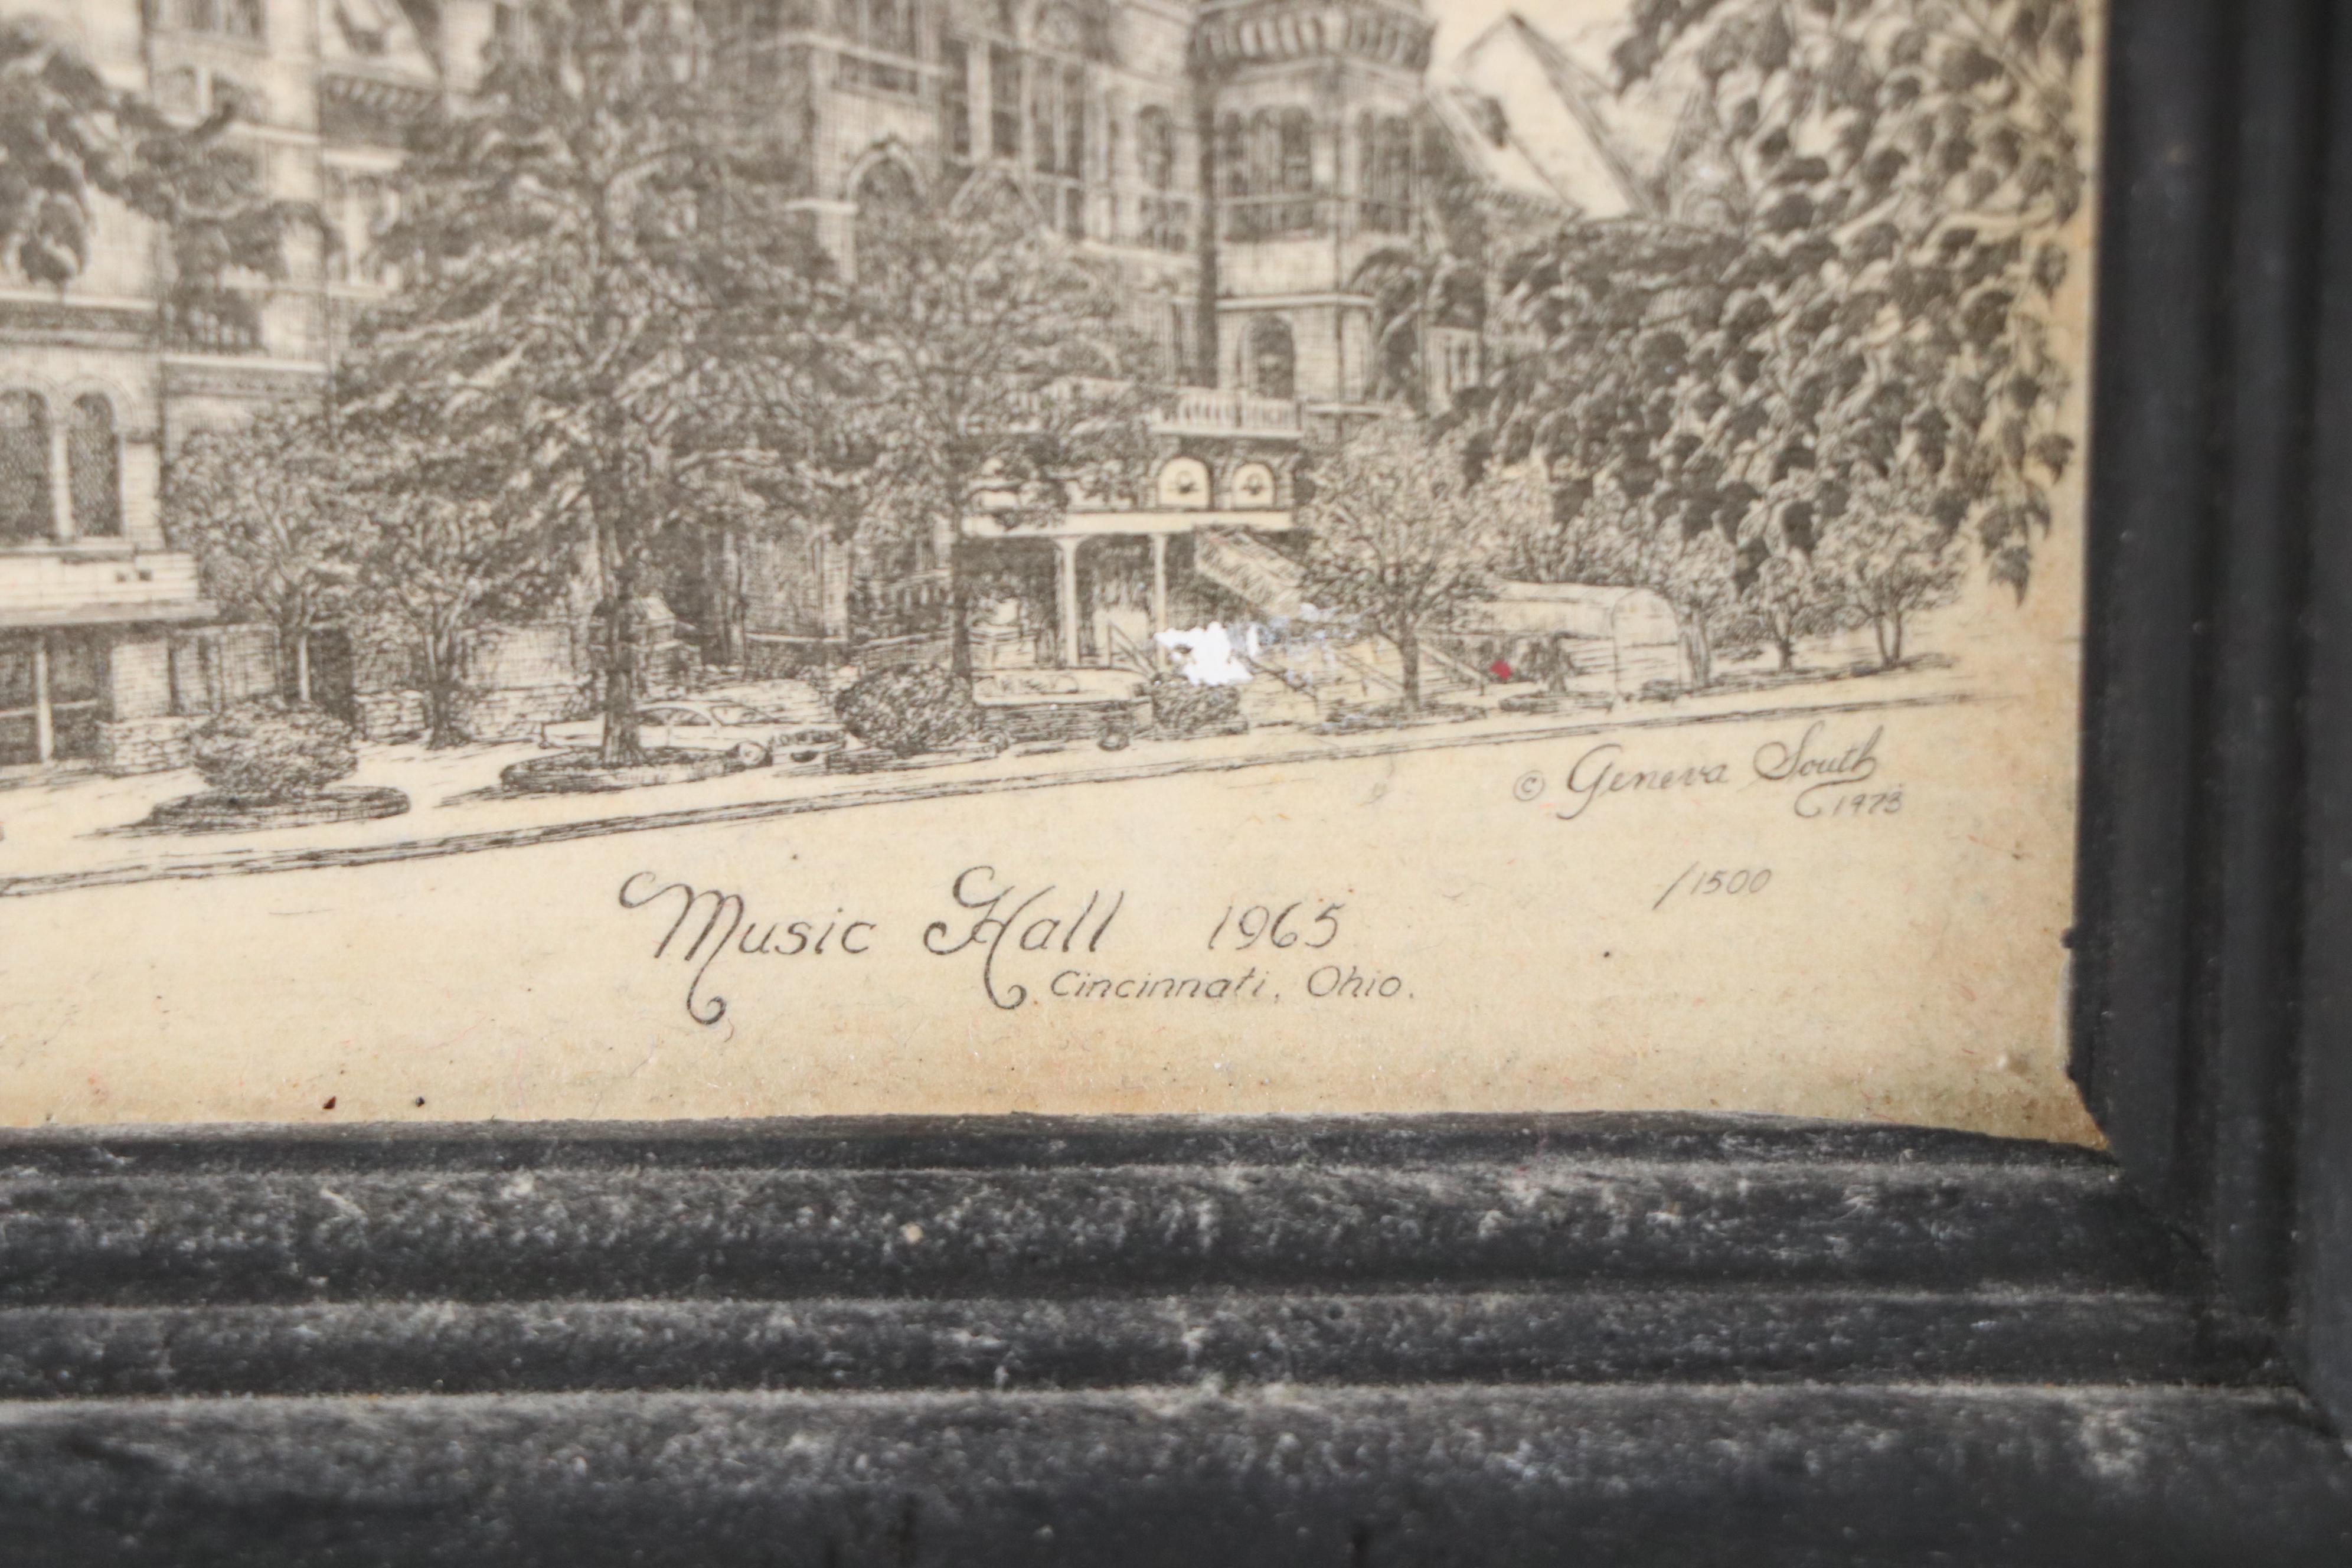 © Geneva South
1973
/1500
Music Hall 1965
Cincinnati, Ohio.